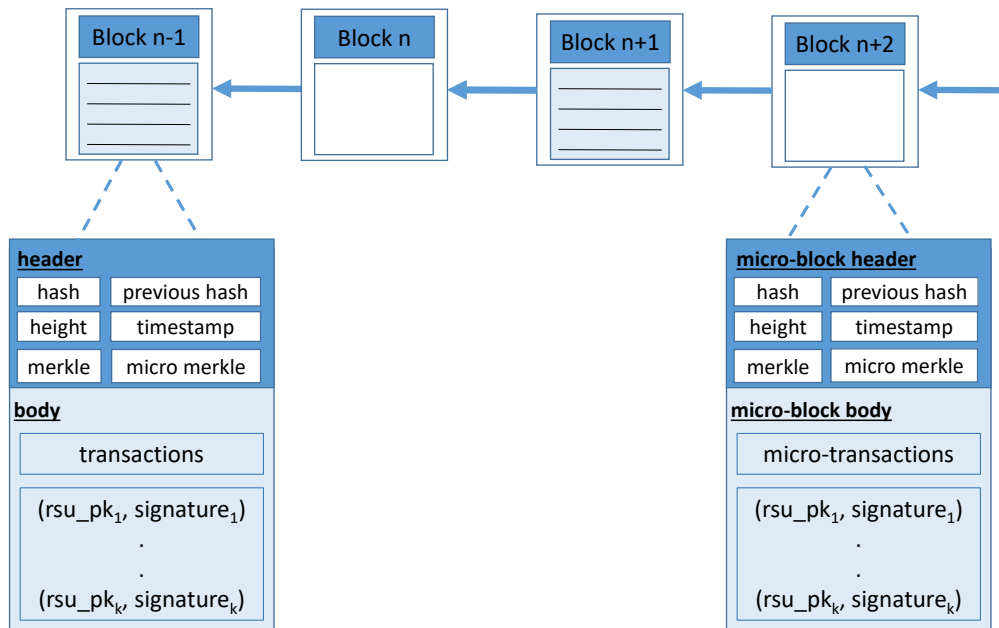 Block n-1
Block n
Block n+1
Block n+2
header
hash
previous hash
height
timestamp
merkle
micro merkle
body
transactions
(rsu_pk₁, signature₁)
.
.
(rsu_pkₖ, signatureₖ)
micro-block header
hash
previous hash
height
timestamp
merkle
micro merkle
micro-block body
micro-transactions
(rsu_pk₁, signature₁)
.
.
(rsu_pkₖ, signatureₖ)